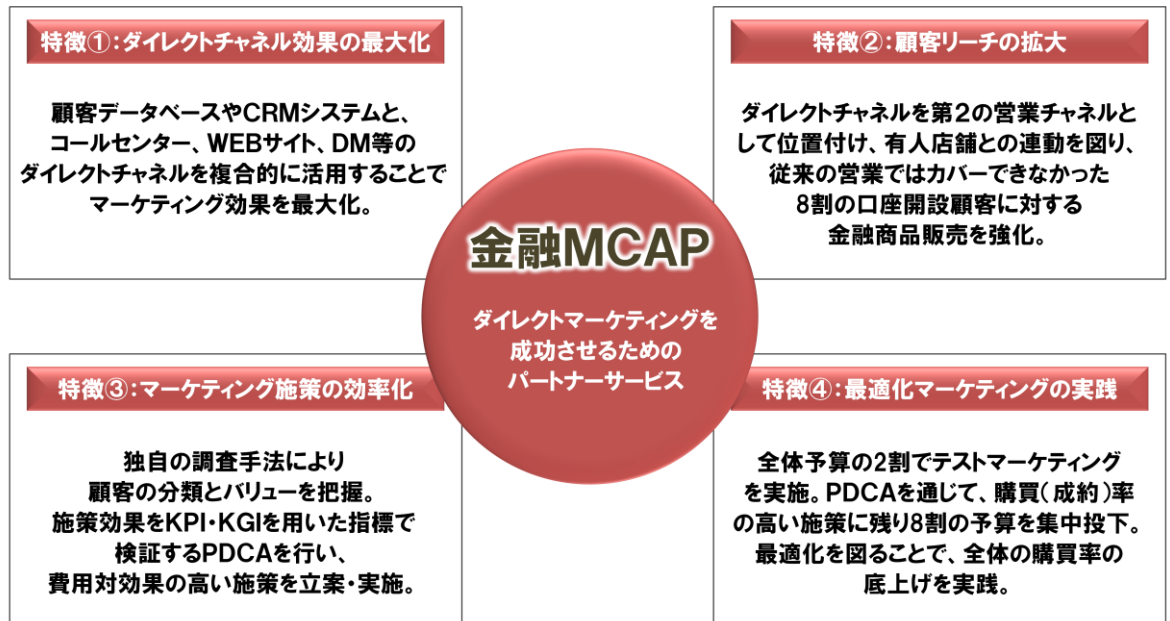 特徴①:ダイレクトチャネル効果の最大化
顧客データベースやCRMシステムと、
コールセンター、WEBサイト、DM等の
ダイレクトチャネルを複合的に活用することで
マーケティング効果を最大化。
特徴②:顧客リーチの拡大
ダイレクトチャネルを第2の営業チャネルと
して位置付け、有人店舗との連動を図り、
従来の営業ではカバーできなかった
8割の口座開設顧客に対する
金融商品販売を強化。
金融MCAP
ダイレクトマーケティングを
成功させるための
パートナーサービス
特徴③:マーケティング施策の効率化
独自の調査手法により
顧客の分類とバリューを把握。
施策効果をKPI・KGIを用いた指標で
検証するPDCAを行い、
費用対効果の高い施策を立案・実施。
特徴④:最適化マーケティングの実践
全体予算の2割でテストマーケティング
を実施。PDCAを通じて、購買(成約)率
の高い施策に残り8割の予算を集中投下。
最適化を図ることで、全体の購買率の
底上げを実践。